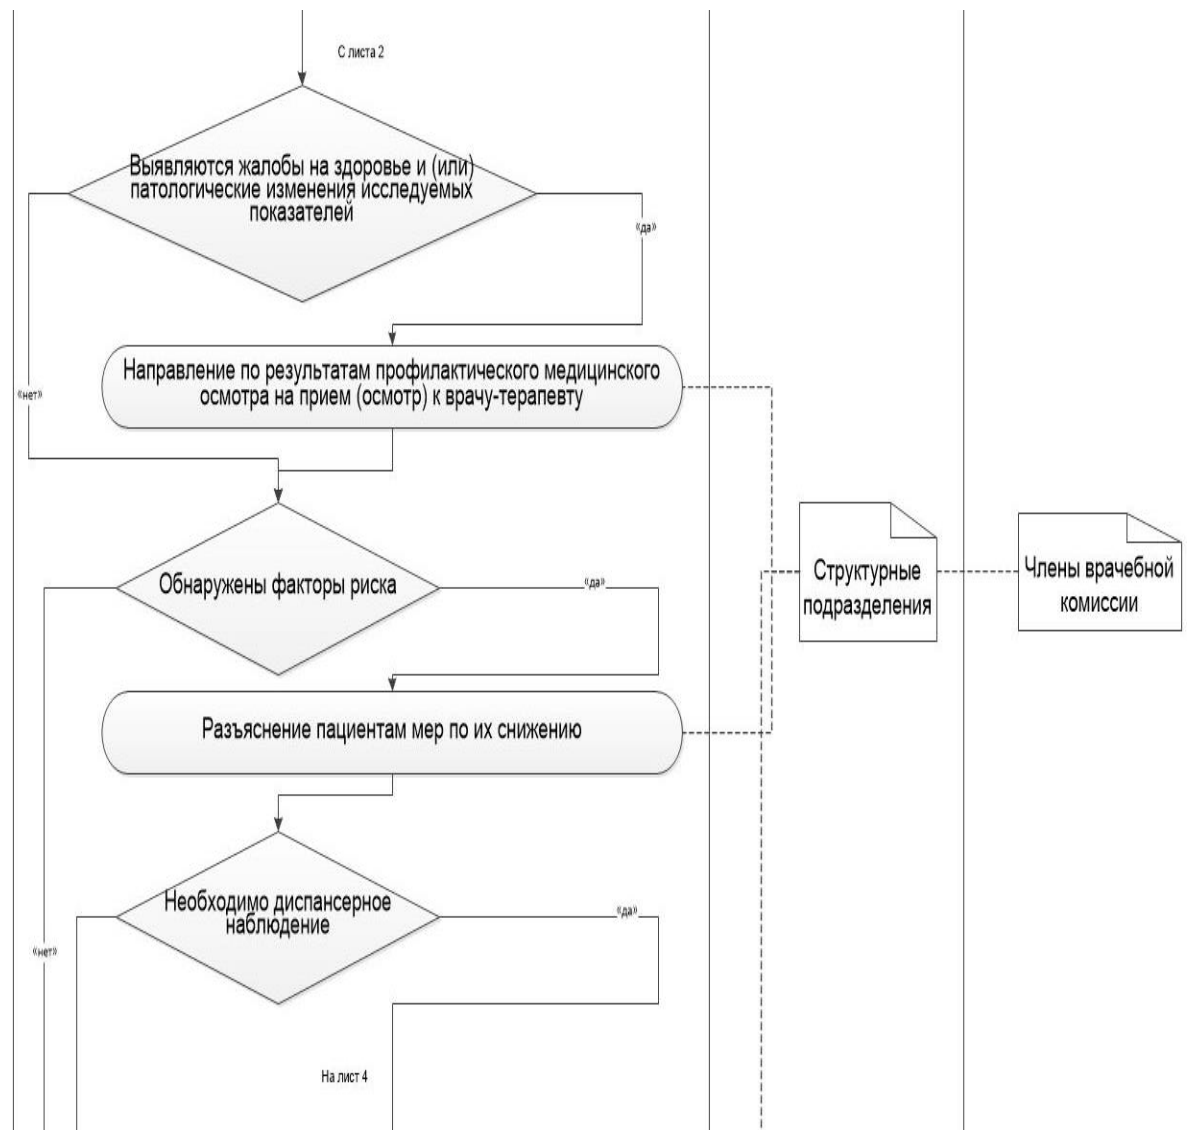 С листа 2
Выявляются жалобы на здоровье и (или)
патологические изменения исследуемых
показателей
«да»
Направление по результатам профилактического медицинского
осмотра на прием (осмотр) к врачу-терапевту
«нет»
Обнаружены факторы риска
«да»
Структурные
подразделения
Члены врачебной
комиссии
Разъяснение пациентам мер по их снижению
Необходимо диспансерное
наблюдение
«да»
«нет»
На лист 4